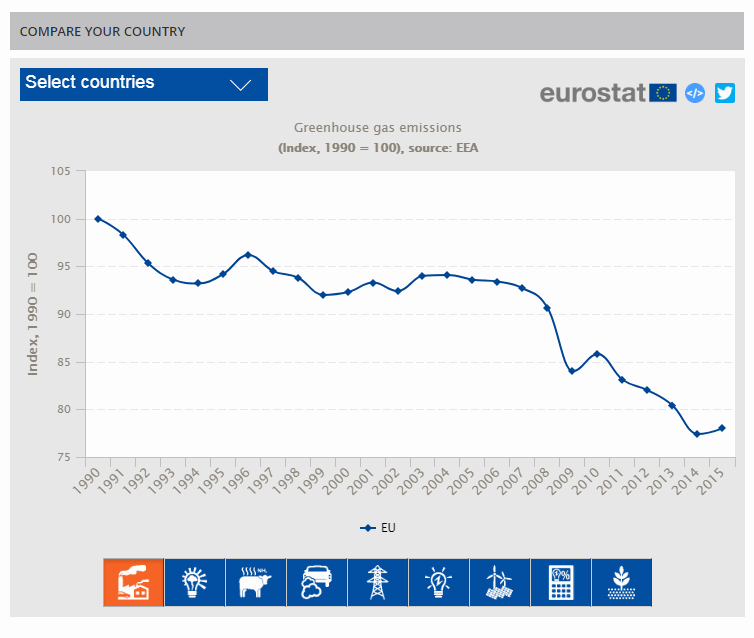 COMPARE YOUR COUNTRY
Select countries
eurostat
</>
Greenhouse gas emissions
(Index, 1990 = 100), source: EEA
Index, 1990 = 100
105
100
95
90
85
80
75
1990 1991 1992 1993 1994 1995 1996 1997 1998 1999 2000 2001 2002 2003 2004 2005 2006 2007 2008 2009 2010 2011 2012 2013 2014 2015
EU
NH₃
%